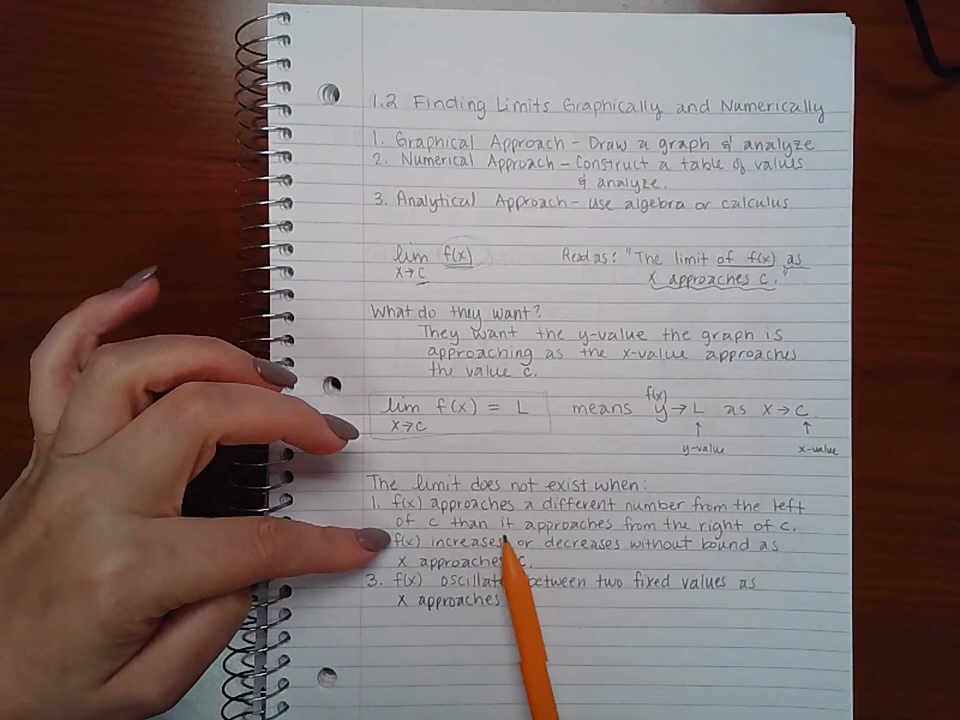 1.2 Finding Limits Graphically and Numerically
1. Graphical Approach - Draw a graph & analyze
2. Numerical Approach - Construct a table of values
& analyze.
3. Analytical Approach - Use algebra or calculus
lim f(x)
x→c
Read as: "The limit of f(x) as
x approaches c."
What do they want?
They want the y-value the graph is
approaching as the x-value approaches
the value c.
lim f(x) = L means y→L as x→c.
x→c
f(x)
↑ ↑
y-value x-value
The limit does not exist when:
1. f(x) approaches a different number from the left
of c than it approaches from the right of c.
f(x) increases or decreases without bound as
x approaches c.
3. f(x) between two fixed values as
x approaches